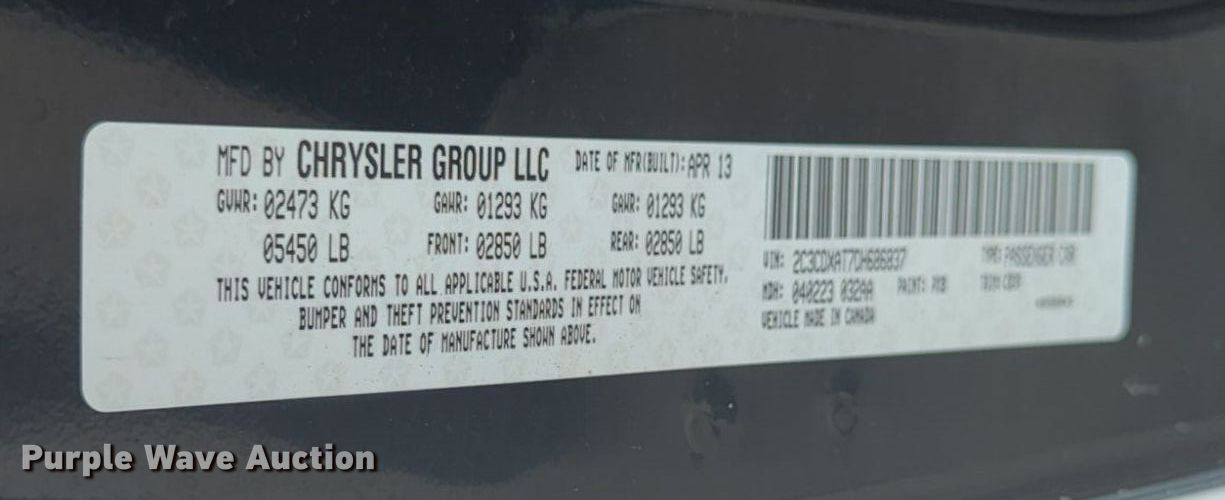 MFD BY CHRYSLER GROUP LLC DATE OF MFR(BUILT): APR 13
GVWR: 02473 KG GAWR: 01293 KG GAWR: 01293 KG
05450 LB FRONT: 02850 LB REAR: 02850 LB
THIS VEHICLE CONFORMS TO ALL APPLICABLE U.S.A. FEDERAL MOTOR VEHICLE SAFETY,
BUMPER AND THEFT PREVENTION STANDARDS IN EFFECT ON
THE DATE OF MANUFACTURE SHOWN ABOVE.
VIN: TYPE: PASSENGER CAR
MDH: 040223 032AA PAINT: TRIM:
VEHICLE MADE IN CANADA
Purple Wave Auction